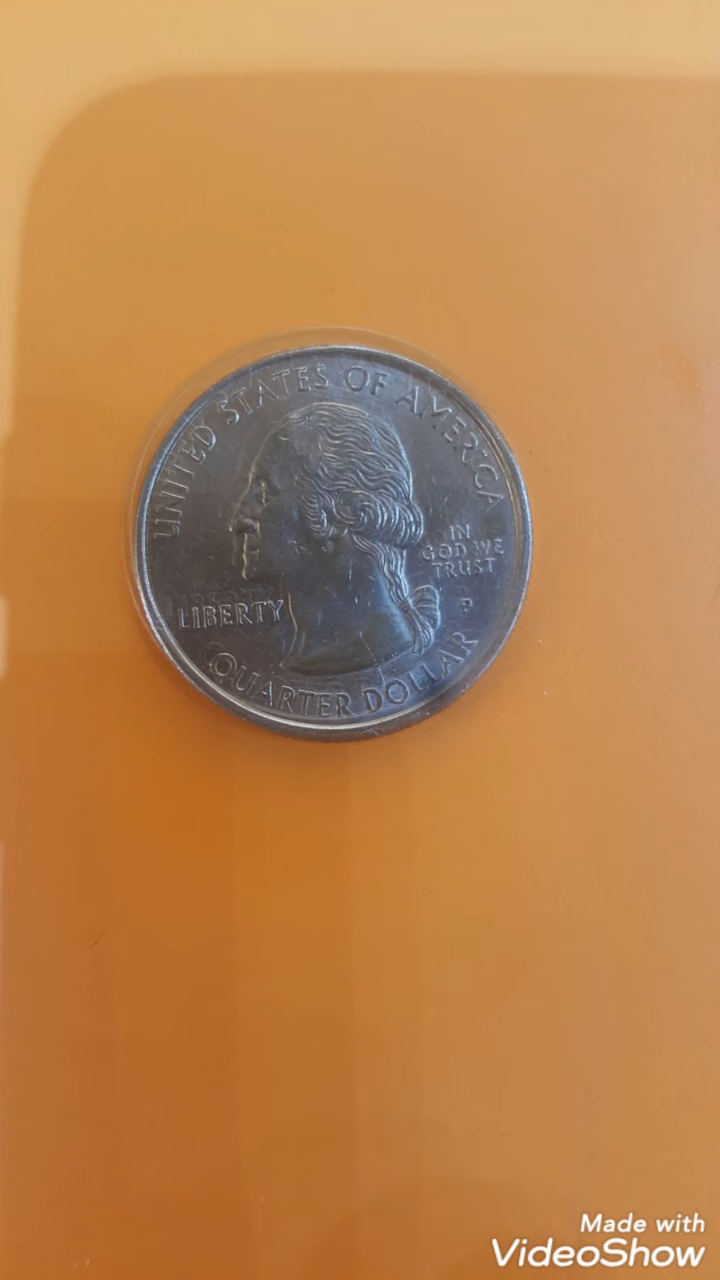 UNITED STATES OF AMERICA
IN
GOD WE
TRUST
LIBERTY
P
QUARTER DOLLAR
Made with
VideoShow